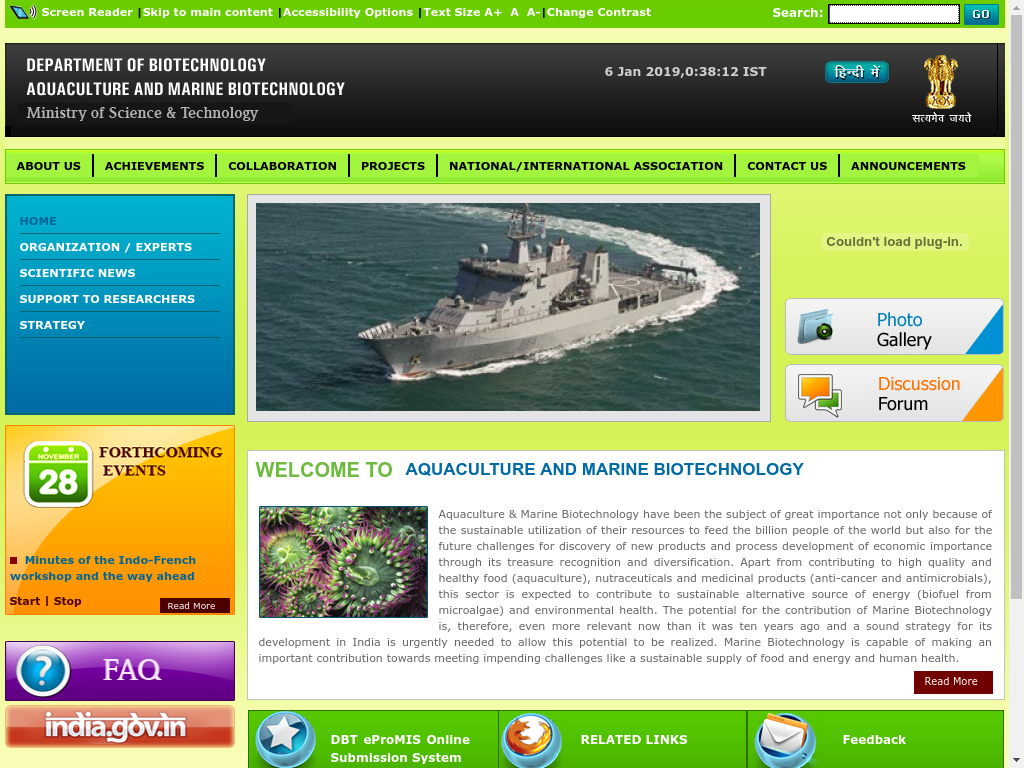 Screen Reader | Skip to main content | Accessibility Options | Text Size A+ A A- | Change Contrast
Search: GO
DEPARTMENT OF BIOTECHNOLOGY
AQUACULTURE AND MARINE BIOTECHNOLOGY
Ministry of Science & Technology
6 Jan 2019,0:38:12 IST
हिन्दी में
सत्यमेव जयते
ABOUT US | ACHIEVEMENTS | COLLABORATION | PROJECTS | NATIONAL/INTERNATIONAL ASSOCIATION | CONTACT US | ANNOUNCEMENTS
HOME
ORGANIZATION / EXPERTS
SCIENTIFIC NEWS
SUPPORT TO RESEARCHERS
STRATEGY
Couldn't load plug-in.
Photo
Gallery
Discussion
Forum
NOVEMBER
28
FORTHCOMING
EVENTS
Minutes of the Indo–French
workshop and the way ahead
Start | Stop
Read More
FAQ
india.gov.in
WELCOME TO AQUACULTURE AND MARINE BIOTECHNOLOGY
Aquaculture & Marine Biotechnology have been the subject of great importance not only because of
the sustainable utilization of their resources to feed the billion people of the world but also for the
future challenges for discovery of new products and process development of economic importance
through its treasure recognition and diversification. Apart from contributing to high quality and
healthy food (aquaculture), nutraceuticals and medicinal products (anti-cancer and antimicrobials),
this sector is expected to contribute to sustainable alternative source of energy (biofuel from
microalgae) and environmental health. The potential for the contribution of Marine Biotechnology
is, therefore, even more relevant now than it was ten years ago and a sound strategy for its
development in India is urgently needed to allow this potential to be realized. Marine Biotechnology is capable of making an
important contribution towards meeting impending challenges like a sustainable supply of food and energy and human health.
Read More
DBT eProMIS Online
Submission System
RELATED LINKS
Feedback